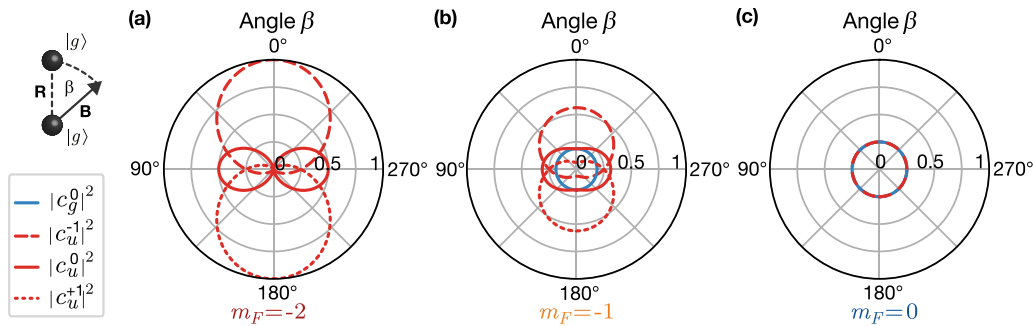 |g⟩
R
β
B
|g⟩
|c_g^0|^2
|c_u^-1|^2
|c_u^0|^2
|c_u^+1|^2
(a)
Angle β
0°
90°
0 0.5 1
270°
180°
m_F=-2
(b)
Angle β
0°
90°
0 0.5 1
270°
180°
m_F=-1
(c)
Angle β
0°
90°
0 0.5 1
270°
180°
m_F=0